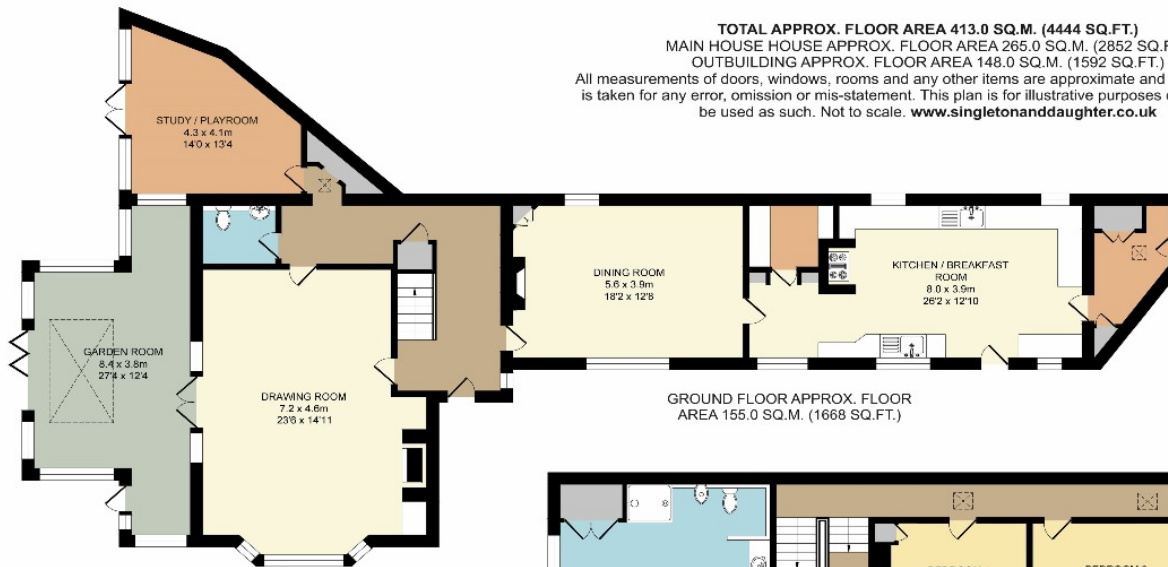 TOTAL APPROX. FLOOR AREA 413.0 SQ.M. (4444 SQ.FT.)
MAIN HOUSE HOUSE APPROX. FLOOR AREA 265.0 SQ.M. (2852 SQ.F
OUTBUILDING APPROX. FLOOR AREA 148.0 SQ.M. (1592 SQ.FT.)
All measurements of doors, windows, rooms and any other items are approximate and
is taken for any error, omission or mis-statement. This plan is for illustrative purposes
be used as such. Not to scale. www.singletonanddaughter.co.uk
STUDY / PLAYROOM
4.3 x 4.1m
14'0 x 13'4
DINING ROOM
5.6 x 3.9m
18'2 x 12'8
KITCHEN / BREAKFAST
ROOM
8.0 x 3.9m
26'2 x 12'10
GARDEN ROOM
8.4 x 3.8m
27'4 x 12'4
DRAWING ROOM
7.2 x 4.6m
23'6 x 14'11
GROUND FLOOR APPROX. FLOOR
AREA 155.0 SQ.M. (1668 SQ.FT.)